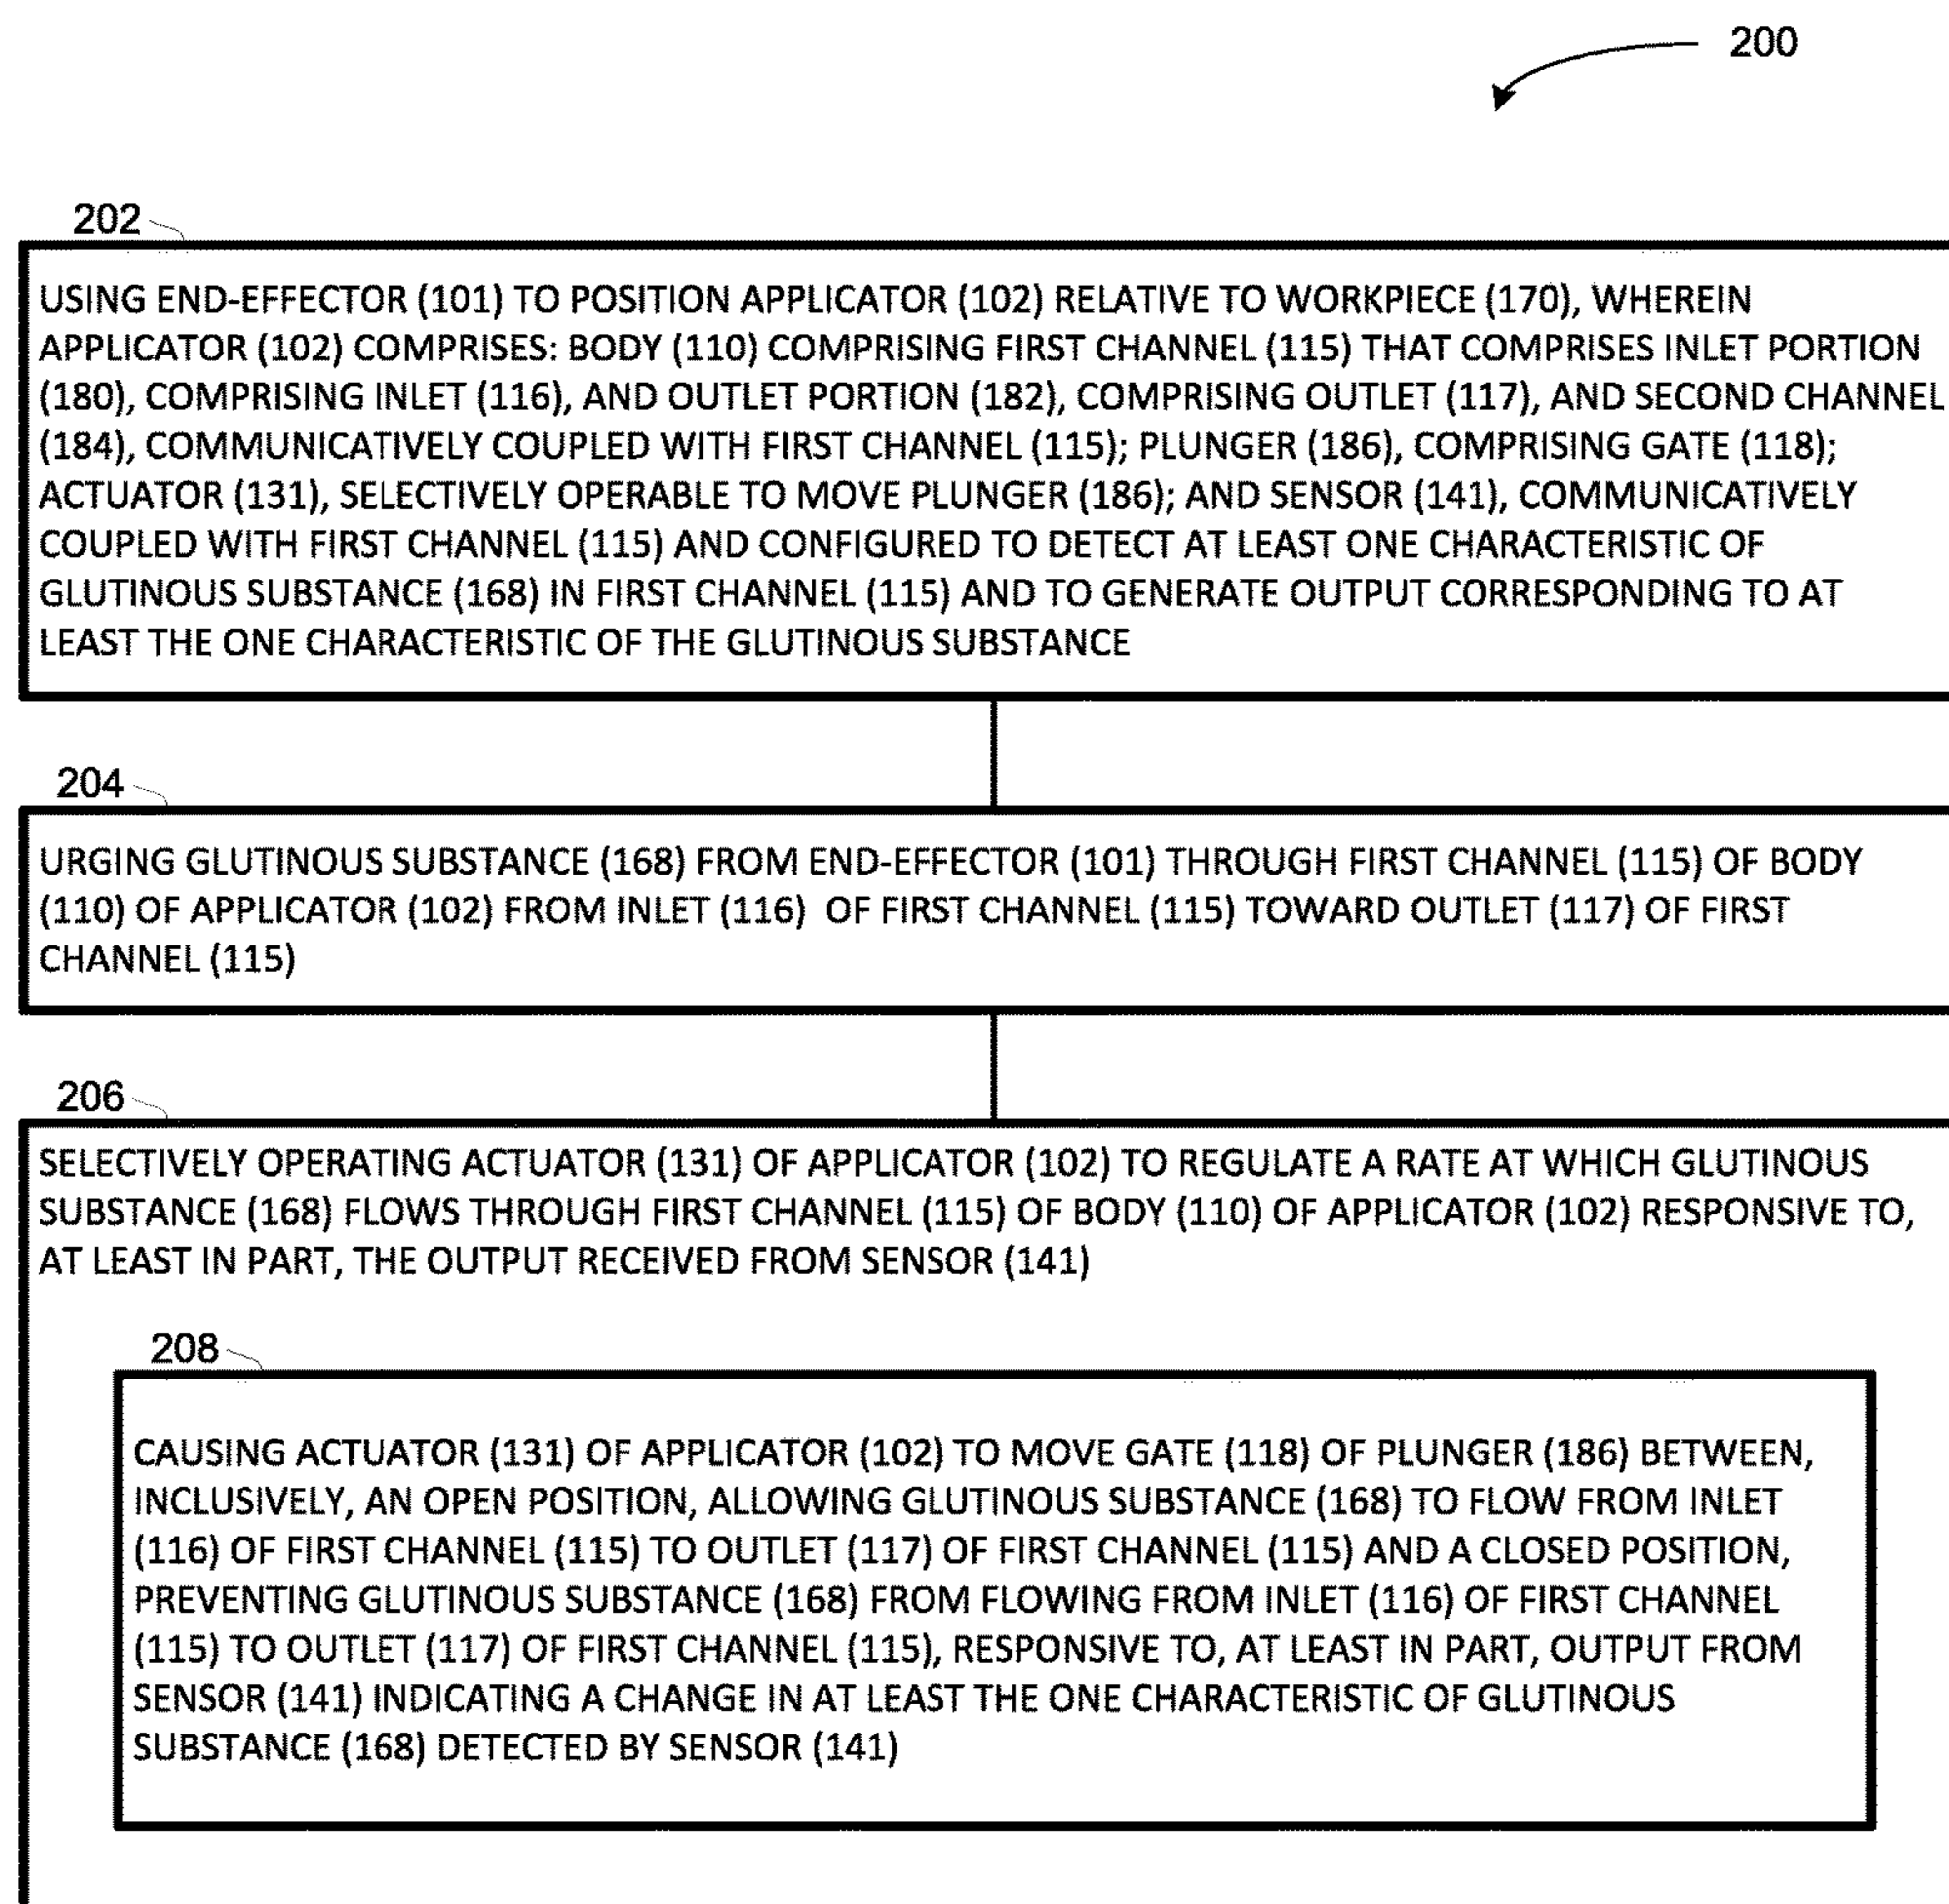 200
202
USING END-EFFECTOR (101) TO POSITION APPLICATOR (102) RELATIVE TO WORKPIECE (170), WHEREIN
APPLICATOR (102) COMPRISES: BODY (110) COMPRISING FIRST CHANNEL (115) THAT COMPRISES INLET PORTION
(180), COMPRISING INLET (116), AND OUTLET PORTION (182), COMPRISING OUTLET (117), AND SECOND CHANNEL
(184), COMMUNICATIVELY COUPLED WITH FIRST CHANNEL (115); PLUNGER (186), COMPRISING GATE (118);
ACTUATOR (131), SELECTIVELY OPERABLE TO MOVE PLUNGER (186); AND SENSOR (141), COMMUNICATIVELY
COUPLED WITH FIRST CHANNEL (115) AND CONFIGURED TO DETECT AT LEAST ONE CHARACTERISTIC OF
GLUTINOUS SUBSTANCE (168) IN FIRST CHANNEL (115) AND TO GENERATE OUTPUT CORRESPONDING TO AT
LEAST THE ONE CHARACTERISTIC OF THE GLUTINOUS SUBSTANCE
204
URGING GLUTINOUS SUBSTANCE (168) FROM END-EFFECTOR (101) THROUGH FIRST CHANNEL (115) OF BODY
(110) OF APPLICATOR (102) FROM INLET (116) OF FIRST CHANNEL (115) TOWARD OUTLET (117) OF FIRST
CHANNEL (115)
206
SELECTIVELY OPERATING ACTUATOR (131) OF APPLICATOR (102) TO REGULATE A RATE AT WHICH GLUTINOUS
SUBSTANCE (168) FLOWS THROUGH FIRST CHANNEL (115) OF BODY (110) OF APPLICATOR (102) RESPONSIVE TO,
AT LEAST IN PART, THE OUTPUT RECEIVED FROM SENSOR (141)
208
CAUSING ACTUATOR (131) OF APPLICATOR (102) TO MOVE GATE (118) OF PLUNGER (186) BETWEEN,
INCLUSIVELY, AN OPEN POSITION, ALLOWING GLUTINOUS SUBSTANCE (168) TO FLOW FROM INLET
(116) OF FIRST CHANNEL (115) TO OUTLET (117) OF FIRST CHANNEL (115) AND A CLOSED POSITION,
PREVENTING GLUTINOUS SUBSTANCE (168) FROM FLOWING FROM INLET (116) OF FIRST CHANNEL
(115) TO OUTLET (117) OF FIRST CHANNEL (115), RESPONSIVE TO, AT LEAST IN PART, OUTPUT FROM
SENSOR (141) INDICATING A CHANGE IN AT LEAST THE ONE CHARACTERISTIC OF GLUTINOUS
SUBSTANCE (168) DETECTED BY SENSOR (141)